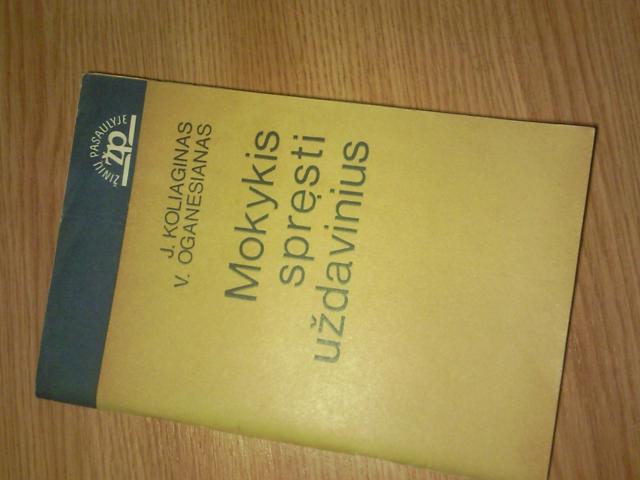 ŽINIŲ PASAULYJE
žp
J. KOLIAGINAS
V. OGANESIANAS
Mokykis
spręsti
uždavinius